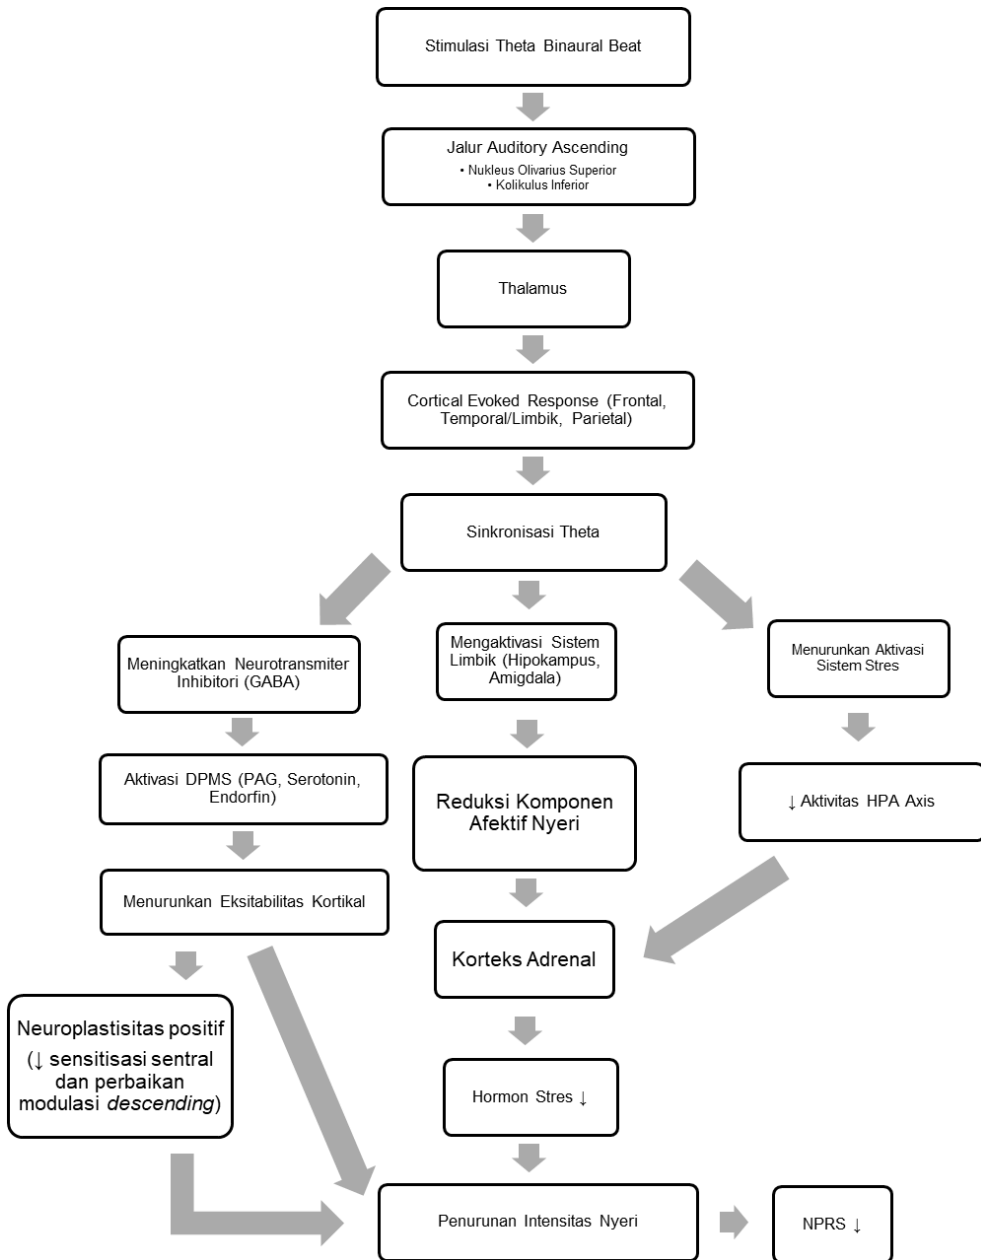 Stimulasi Theta Binaural Beat
Jalur Auditory Ascending
• Nukleus Olivarius Superior
• Kolikulus Inferior
Thalamus
Cortical Evoked Response (Frontal,
Temporal/Limbik, Parietal)
Sinkronisasi Theta
Meningkatkan Neurotransmiter
Inhibitori (GABA)
Mengaktivasi Sistem
Limbik (Hipokampus,
Amigdala)
Menurunkan Aktivasi
Sistem Stres
Aktivasi DPMS (PAG, Serotonin,
Endorfin)
Reduksi Komponen
Afektif Nyeri
↓ Aktivitas HPA Axis
Menurunkan Eksitabilitas Kortikal
Korteks Adrenal
Neuroplastisitas positif
(↓ sensitisasi sentral
dan perbaikan
modulasi descending)
Hormon Stres ↓
Penurunan Intensitas Nyeri
NPRS ↓